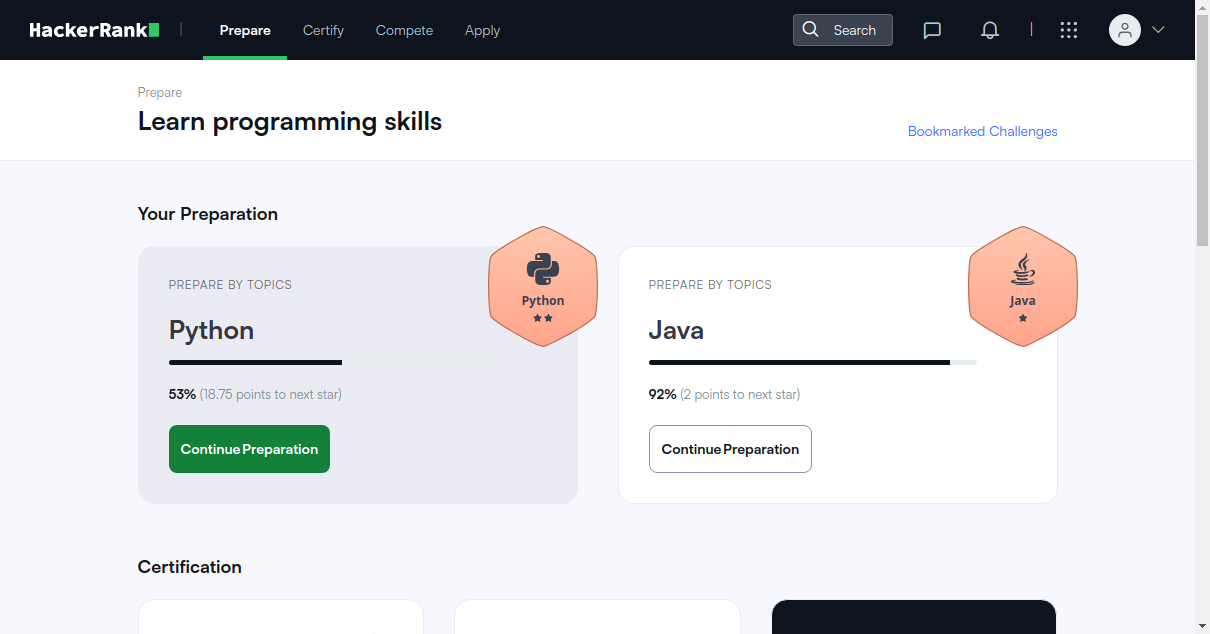 HackerRank
Prepare
Certify
Compete
Apply
Search
Prepare
Learn programming skills
Bookmarked Challenges
Your Preparation
PREPARE BY TOPICS
Python
53% (18.75 points to next star)
Continue Preparation
Python
PREPARE BY TOPICS
Java
92% (2 points to next star)
Continue Preparation
Java
Certification